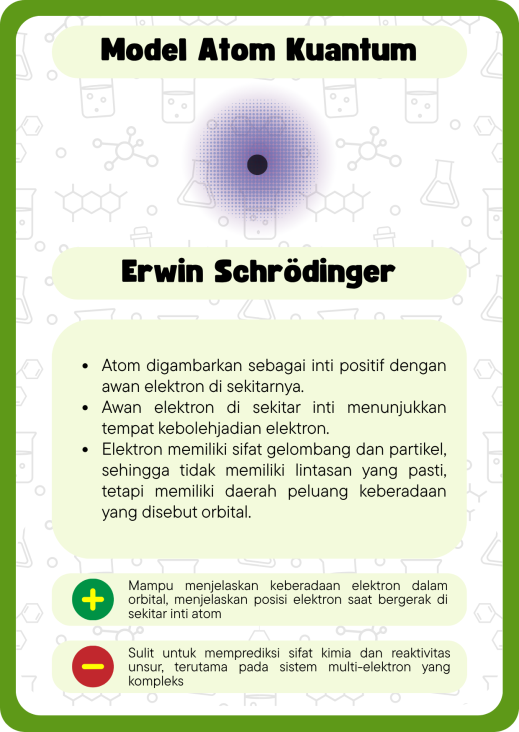 Model Atom Kuantum
Erwin Schrödinger
• Atom digambarkan sebagai inti positif dengan
awan elektron di sekitarnya.
• Awan elektron di sekitar inti menunjukkan
tempat kebolehjadian elektron.
• Elektron memiliki sifat gelombang dan partikel,
sehingga tidak memiliki lintasan yang pasti,
tetapi memiliki daerah peluang keberadaan
yang disebut orbital.
Mampu menjelaskan keberadaan elektron dalam
orbital, menjelaskan posisi elektron saat bergerak di
sekitar inti atom
Sulit untuk memprediksi sifat kimia dan reaktivitas
unsur, terutama pada sistem multi-elektron yang
kompleks